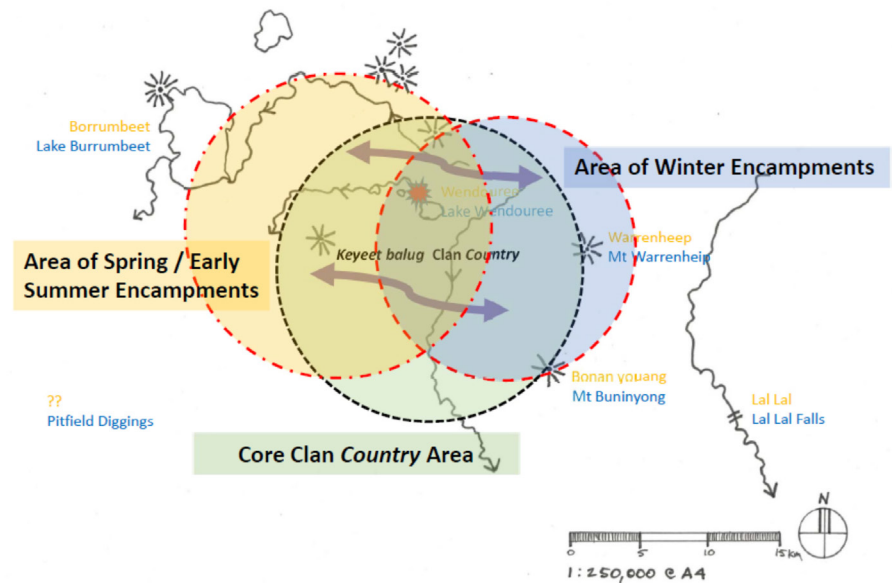 Borrumbeet
Lake Burrumbeet
Area of Winter Encampments
Wendouree
Lake Wendouree
Warrenheep
Mt Warrenheip
Keyeet balug Clan Country
Area of Spring / Early
Summer Encampments
Bonan youang
Mt Buninyong
??
Pitfield Diggings
Lal Lal
Lal Lal Falls
Core Clan Country Area
N
0 5 10 15km
1:250,000 @ A4